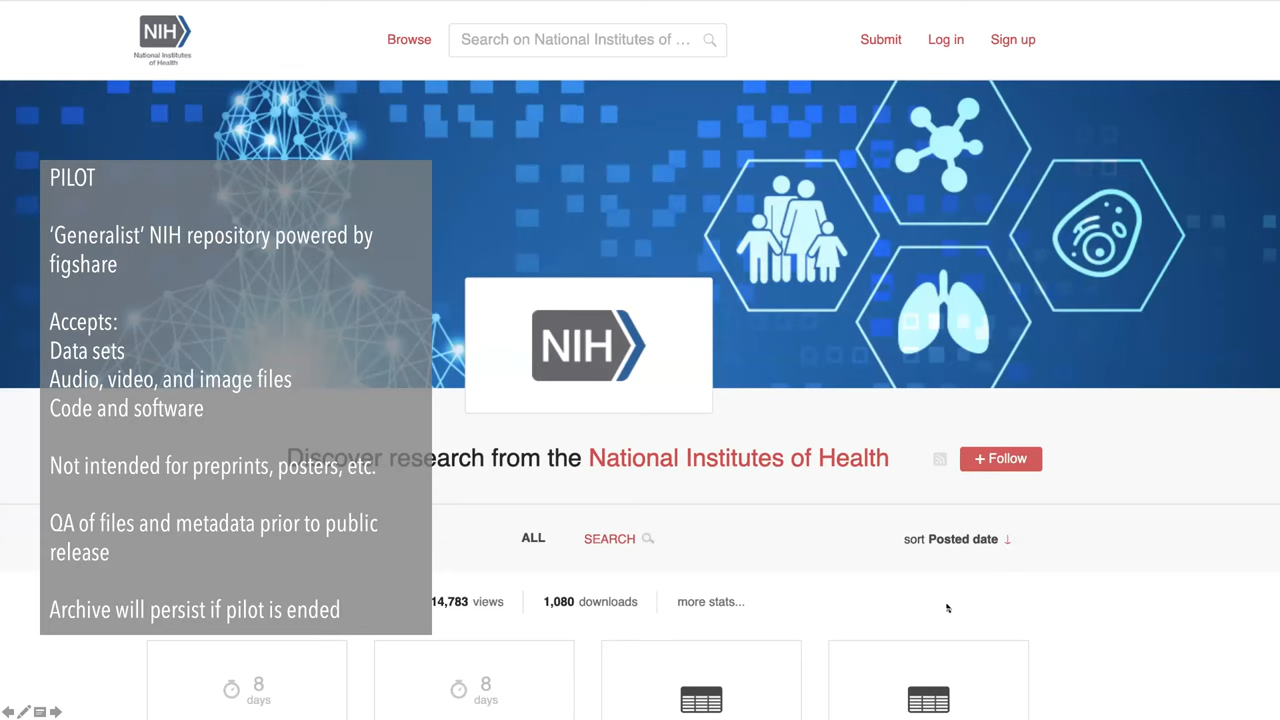 NIH
National Institutes
of Health
Browse
Search on National Institutes of ...
Submit
Log in
Sign up
PILOT
‘Generalist’ NIH repository powered by
figshare
Accepts:
Data sets
Audio, video, and image files
Code and software
Not intended for preprints, posters, etc.
QA of files and metadata prior to public
release
Archive will persist if pilot is ended
NIH
Discover research from the National Institutes of Health
+ Follow
ALL
SEARCH
sort Posted date ↓
14,783 views
1,080 downloads
more stats...
8
days
8
days